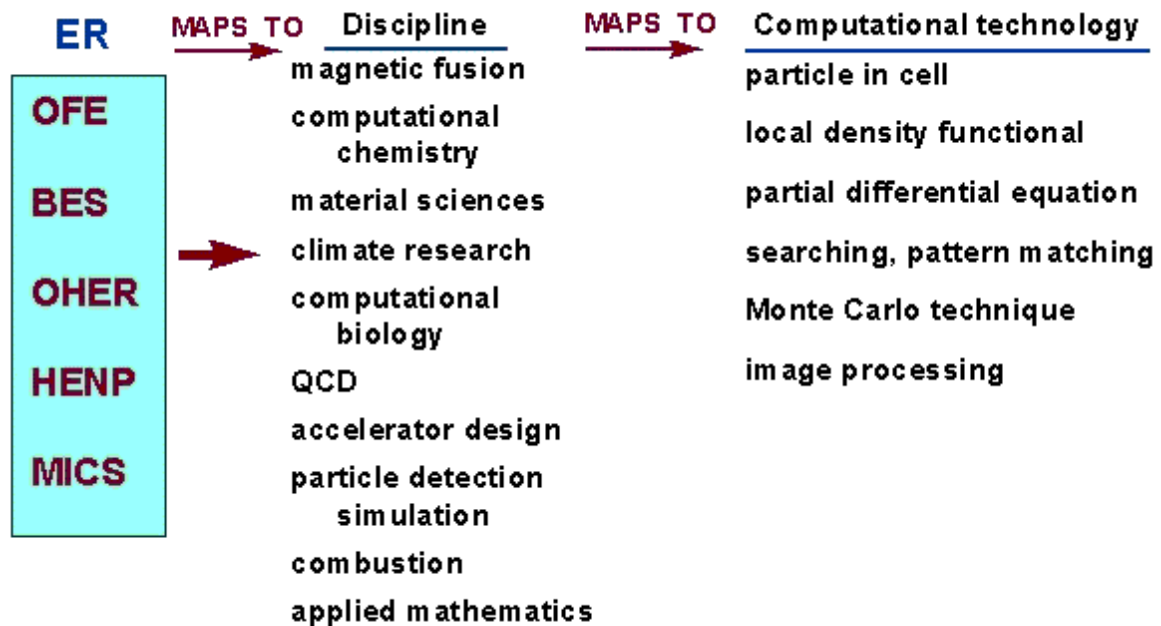 ER
OFE
BES
OHER
HENP
MICS
MAPS TO
Discipline
magnetic fusion
computational
chemistry
material sciences
climate research
computational
biology
QCD
accelerator design
particle detection
simulation
combustion
applied mathematics
MAPS TO
Computational technology
particle in cell
local density functional
partial differential equation
searching, pattern matching
Monte Carlo technique
image processing